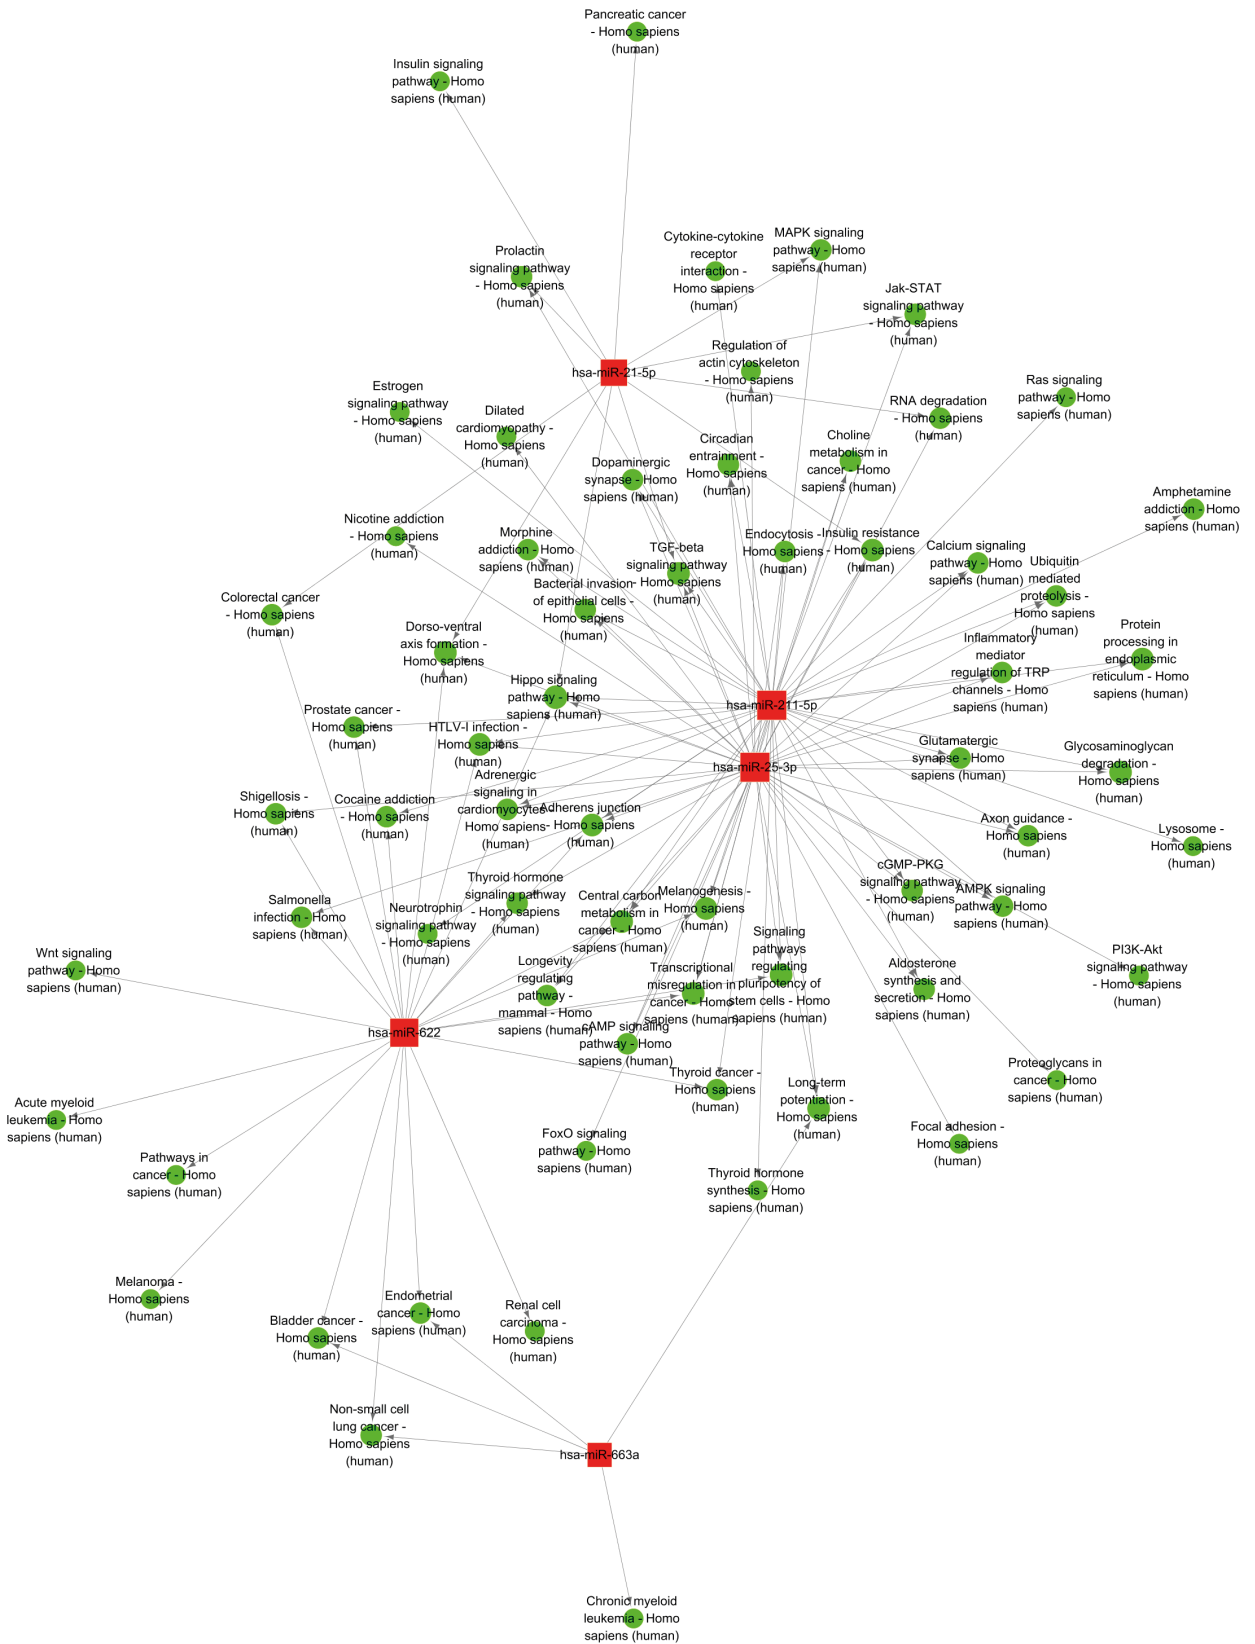 Pancreatic cancer
- Homo sapiens
(human)
Insulin signaling
pathway - Homo
sapiens (human)
Prolactin
signaling pathway
- Homo sapiens
(human)
Cytokine-cytokine
receptor
interaction -
Homo sapiens
(human)
MAPK signaling
pathway - Homo
sapiens (human)
Jak-STAT
signaling pathway
- Homo sapiens
(human)
hsa-miR-21-5p
Regulation of
actin cytoskeleton
- Homo sapiens
(human)
Ras signaling
pathway - Homo
sapiens (human)
Estrogen
signaling pathway
- Homo sapiens
(human)
Dilated
cardiomyopathy -
Homo sapiens
(human)
RNA degradation
- Homo sapiens
(human)
Circadian
entrainment -
Homo sapiens
(human)
Choline
metabolism in
cancer - Homo
sapiens (human)
Dopaminergic
synapse - Homo
sapiens (human)
Amphetamine
addiction - Homo
sapiens (human)
Nicotine addiction
- Homo sapiens
(human)
Morphine
addiction - Homo
sapiens (human)
TGF-beta
signaling pathway
- Homo sapiens
(human)
Endocytosis -
Homo sapiens
(human)
Insulin resistance
- Homo sapiens
(human)
Calcium signaling
pathway - Homo
sapiens (human)
Ubiquitin
mediated
proteolysis -
Homo sapiens
(human)
Bacterial invasion
of epithelial cells -
Homo sapiens
(human)
Colorectal cancer
- Homo sapiens
(human)
Dorso-ventral
axis formation -
Homo sapiens
(human)
Inflammatory
mediator
regulation of TRP
channels - Homo
sapiens (human)
Protein
processing in
endoplasmic
reticulum - Homo
sapiens (human)
Hippo signaling
pathway - Homo
sapiens (human)
hsa-miR-211-5p
Prostate cancer -
Homo sapiens
(human)
HTLV-I infection -
Homo sapiens
(human)
hsa-miR-25-3p
Glutamatergic
synapse - Homo
sapiens (human)
Glycosaminoglycan
degradation -
Homo sapiens
(human)
Shigellosis -
Homo sapiens
(human)
Cocaine addiction
- Homo sapiens
(human)
Adrenergic
signaling in
cardiomyocytes -
Homo sapiens
(human)
Adherens junction
- Homo sapiens
(human)
Axon guidance -
Homo sapiens
(human)
Lysosome -
Homo sapiens
(human)
Salmonella
infection - Homo
sapiens (human)
Neurotrophin
signaling pathway
- Homo sapiens
(human)
Thyroid hormone
signaling pathway
- Homo sapiens
(human)
Central carbon
metabolism in
cancer - Homo
sapiens (human)
Melanogenesis -
Homo sapiens
(human)
cGMP-PKG
signaling pathway
- Homo sapiens
(human)
AMPK signaling
pathway - Homo
sapiens (human)
Wnt signaling
pathway - Homo
sapiens (human)
Longevity
regulating
pathway -
mammal - Homo
sapiens (human)
Transcriptional
misregulation in
cancer - Homo
sapiens (human)
Signaling
pathways
regulating
pluripotency of
stem cells - Homo
sapiens (human)
Aldosterone
synthesis and
secretion - Homo
sapiens (human)
PI3K-Akt
signaling pathway
- Homo sapiens
(human)
hsa-miR-622
cAMP signaling
pathway - Homo
sapiens (human)
Thyroid cancer -
Homo sapiens
(human)
Long-term
potentiation -
Homo sapiens
(human)
Proteoglycans in
cancer - Homo
sapiens (human)
Acute myeloid
leukemia - Homo
sapiens (human)
FoxO signaling
pathway - Homo
sapiens (human)
Focal adhesion -
Homo sapiens
(human)
Pathways in
cancer - Homo
sapiens (human)
Thyroid hormone
synthesis - Homo
sapiens (human)
Melanoma -
Homo sapiens
(human)
Bladder cancer -
Homo sapiens
(human)
Endometrial
cancer - Homo
sapiens (human)
Renal cell
carcinoma -
Homo sapiens
(human)
Non-small cell
lung cancer -
Homo sapiens
(human)
hsa-miR-663a
Chronic myeloid
leukemia - Homo
sapiens (human)